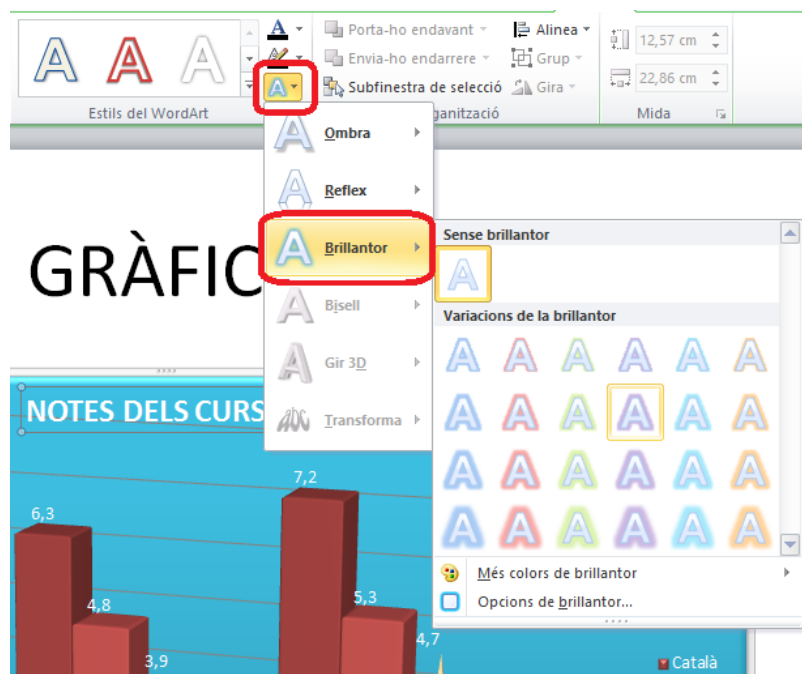 Porta-ho endavant
Alinea
12,57 cm
Envia-ho endarrere
Grup
Subfinestra de selecció
Gira
22,86 cm
Estils del WordArt
ganització
Mida
Ombra
Reflex
GRÀFIC
Brillantor
Sense brillantor
Bisell
Variacions de la brillantor
Gir 3D
NOTES DELS CURS
Abc
Transforma
7,2
6,3
4,8
5,3
3,9
4,7
Més colors de brillantor
Opcions de brillantor...
Català